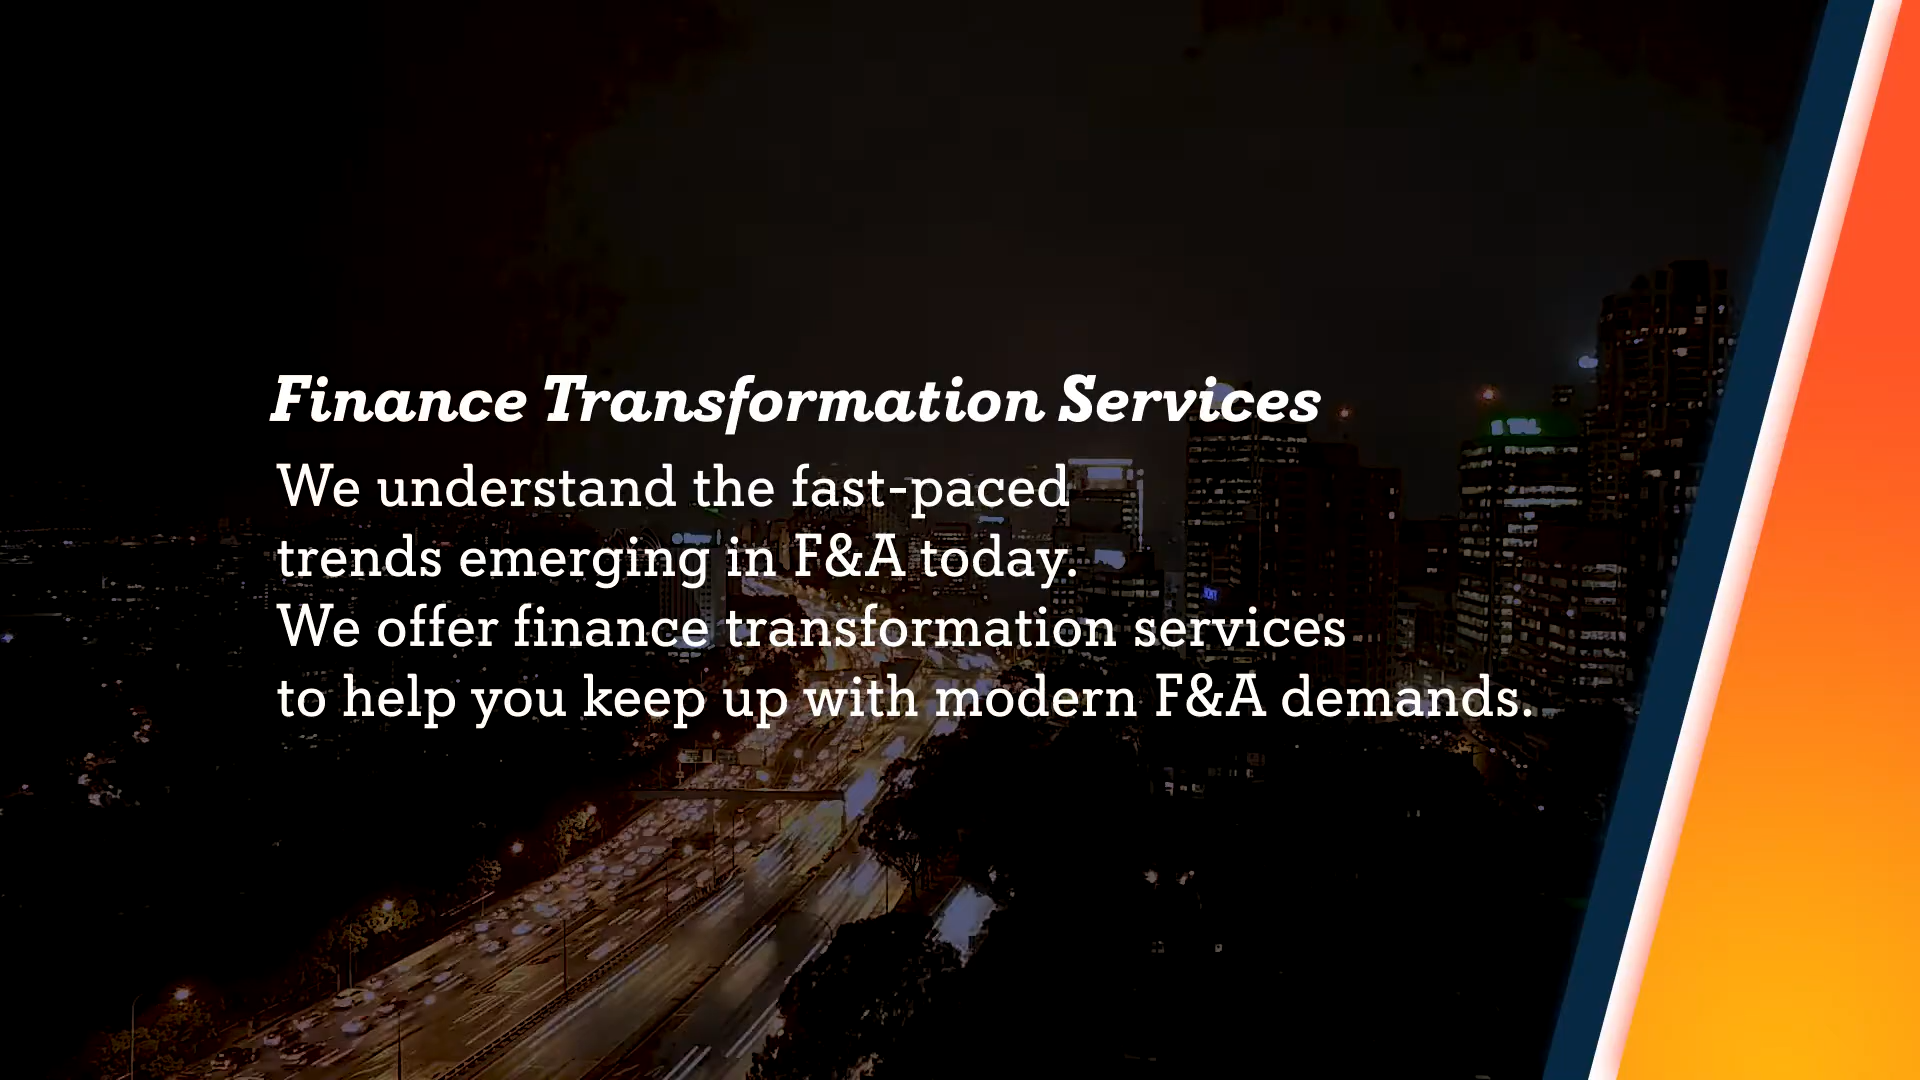 Finance Transformation Services
We understand the fast-paced
trends emerging in F&A today.
We offer finance transformation services
to help you keep up with modern F&A demands.